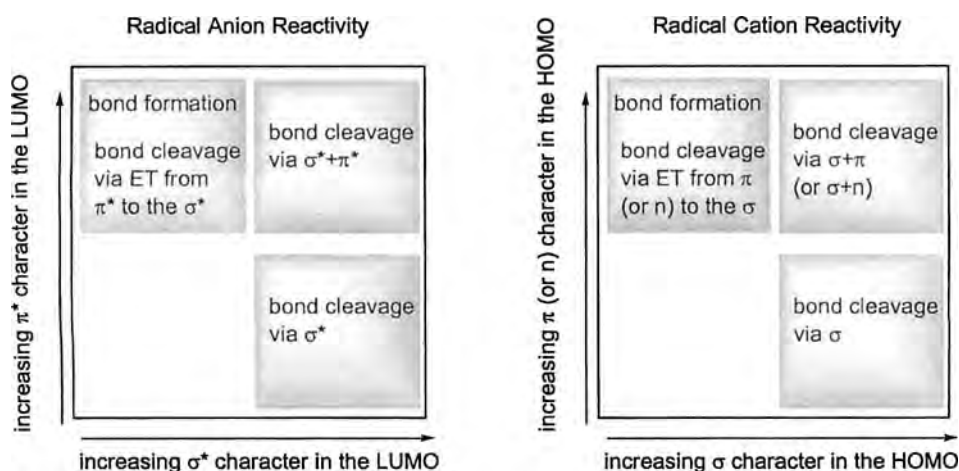 Radical Anion Reactivity
increasing π* character in the LUMO
bond formation
bond cleavage
via ET from
π* to the σ*
bond cleavage
via σ*+π*
bond cleavage
via σ*
increasing σ* character in the LUMO
Radical Cation Reactivity
increasing π (or n) character in the HOMO
bond formation
bond cleavage
via ET from π
(or n) to the σ
bond cleavage
via σ+π
(or σ+n)
bond cleavage
via σ
increasing σ character in the HOMO